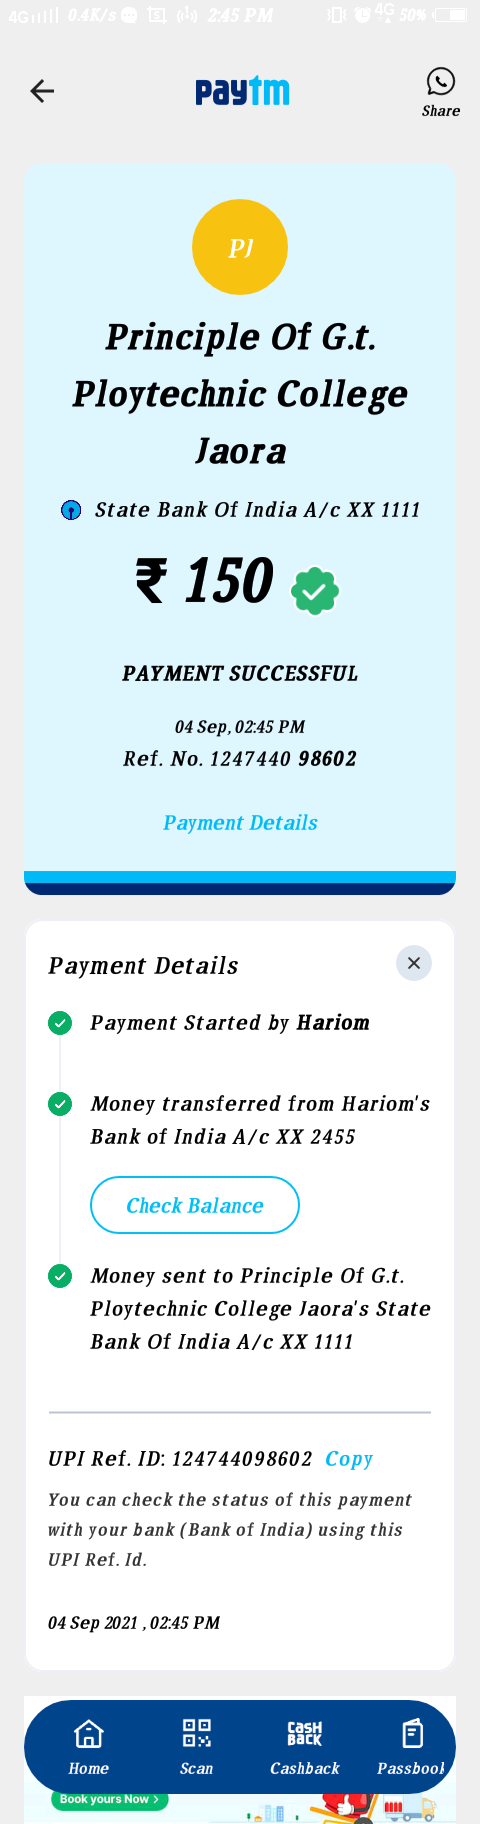 4G 0.4K/s 2:45 PM 4G 50%
paytm
Share
PJ
Principle Of G.t.
Ploytechnic College
Jaora
State Bank Of India A/c XX 1111
₹ 150
PAYMENT SUCCESSFUL
04 Sep, 02:45 PM
Ref. No. 1247440 98602
Payment Details
Payment Details
Payment Started by Hariom
Money transferred from Hariom's
Bank of India A/c XX 2455
Check Balance
Money sent to Principle Of G.t.
Ploytechnic College Jaora's State
Bank Of India A/c XX 1111
UPI Ref. ID: 124744098602 Copy
You can check the status of this payment
with your bank (Bank of India) using this
UPI Ref. Id.
04 Sep 2021 , 02:45 PM
CASH
BACK
Home Scan Cashback Passbook
Book yours Now >